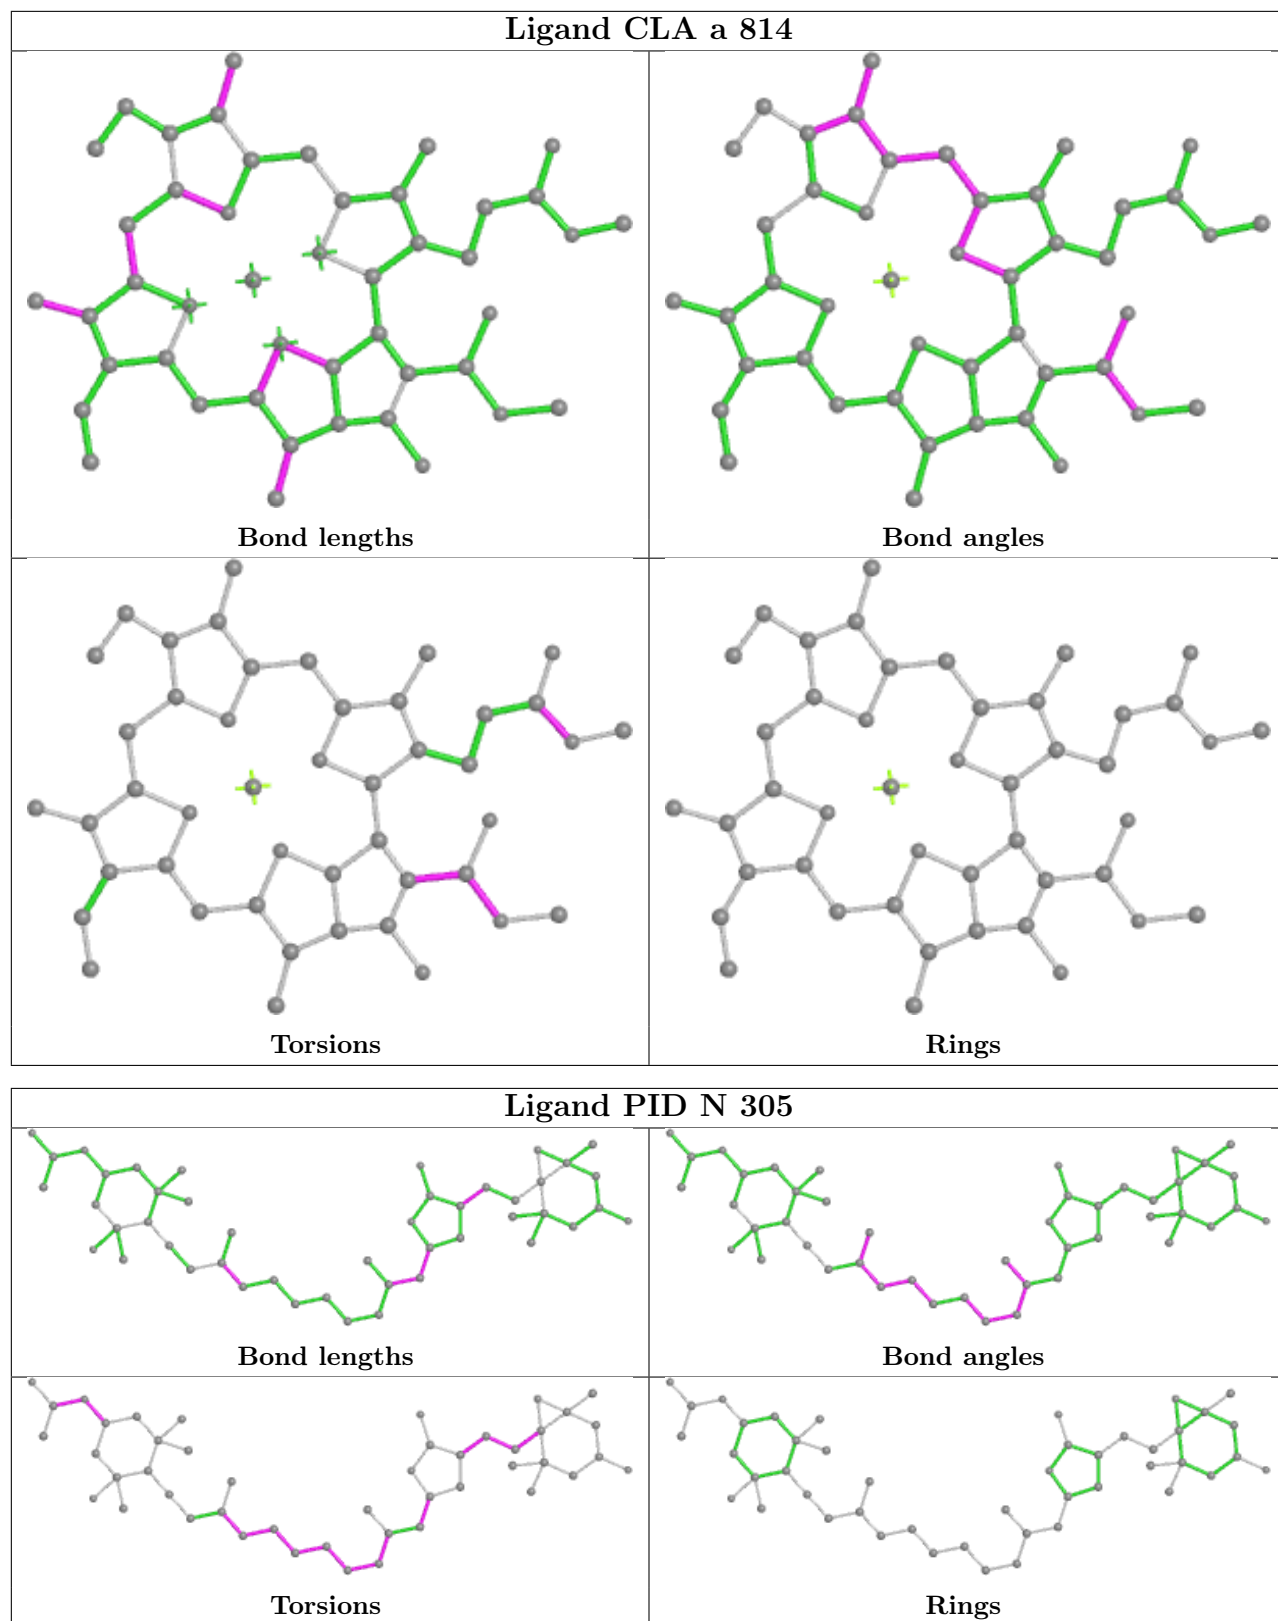 Ligand CLA a 814
Bond lengths
Bond angles
Torsions
Rings
Ligand PID N 305
Bond lengths
Bond angles
Torsions
Rings